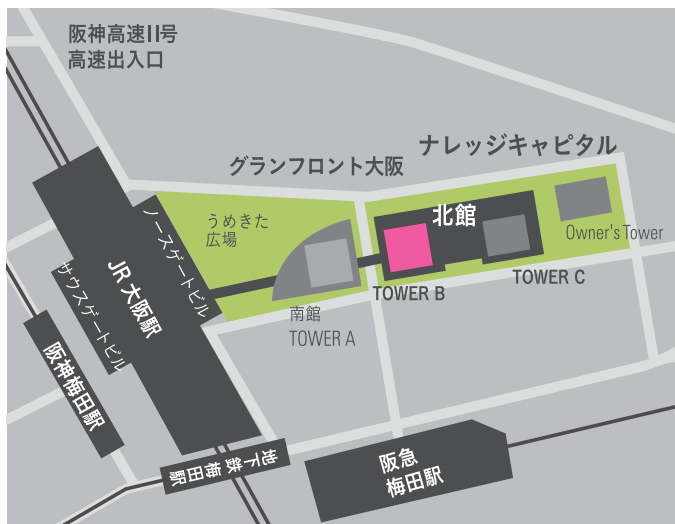 阪神高速11号
高速出入口
グランフロント大阪
ナレッジキャピタル
うめきた
広場
北館
Owner's Tower
TOWER B
TOWER C
南館
TOWER A
ノースゲートビル
JR 大阪駅
サウスゲートビル
阪神梅田駅
地下鉄梅田駅
阪急
梅田駅